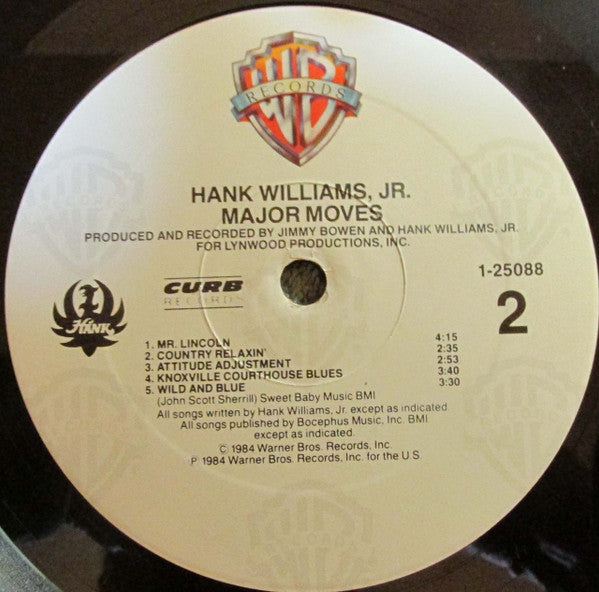 WB
RECORDS
HANK WILLIAMS, JR.
MAJOR MOVES
PRODUCED AND RECORDED BY JIMMY BOWEN AND HANK WILLIAMS, JR.
FOR LYNWOOD PRODUCTIONS, INC.
1-25088
2
HANK
CURB
RECORDS
1. MR. LINCOLN 4:15
2. COUNTRY RELAXIN' 2:35
3. ATTITUDE ADJUSTMENT 2:53
4. KNOXVILLE COURTHOUSE BLUES 3:40
5. WILD AND BLUE 3:30
(John Scott Sherrill) Sweet Baby Music BMI
All songs written by Hank Williams, Jr. except as indicated.
All songs published by Bocephus Music, Inc. BMI
except as indicated.
© 1984 Warner Bros. Records, Inc.
℗ 1984 Warner Bros. Records, Inc. for the U.S.